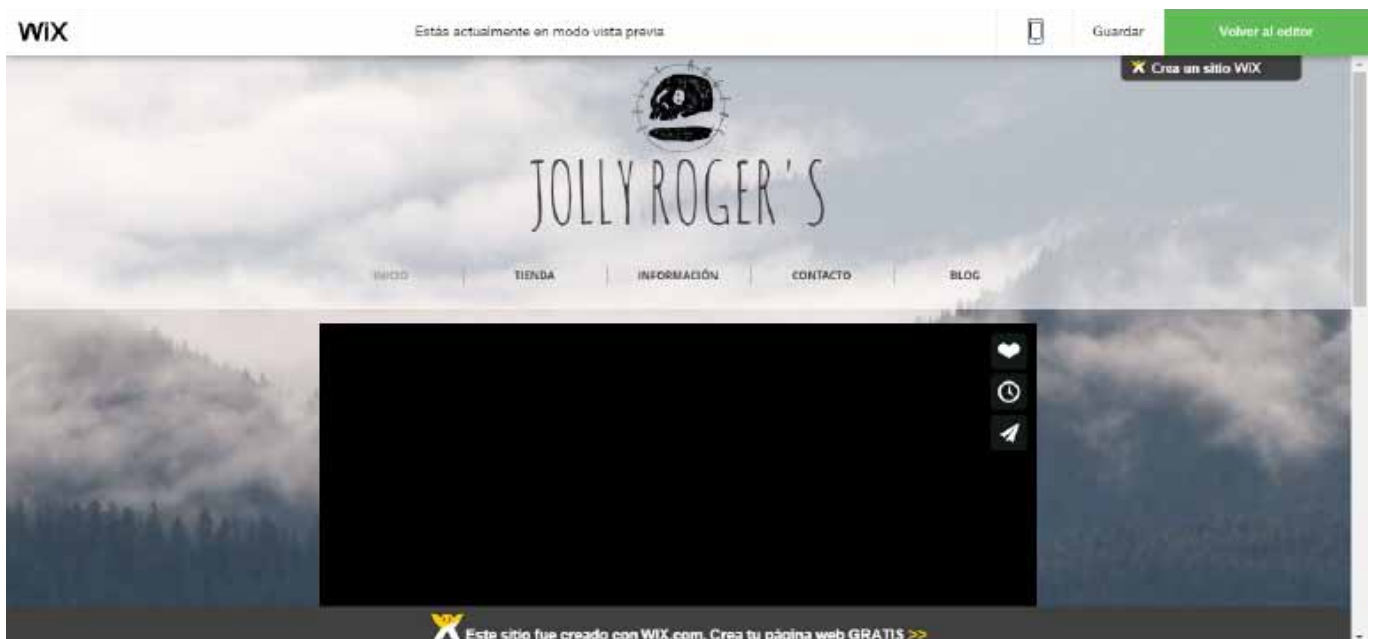 WiX
Estás actualmente en modo vista previa
Guardar
Volver al editor
Crea un sitio WiX
JOLLY ROGER'S
INICIO
TIENDA
INFORMACIÓN
CONTACTO
BLOG
Este sitio fue creado con WIX.com. Crea tu página web GRATIS >>